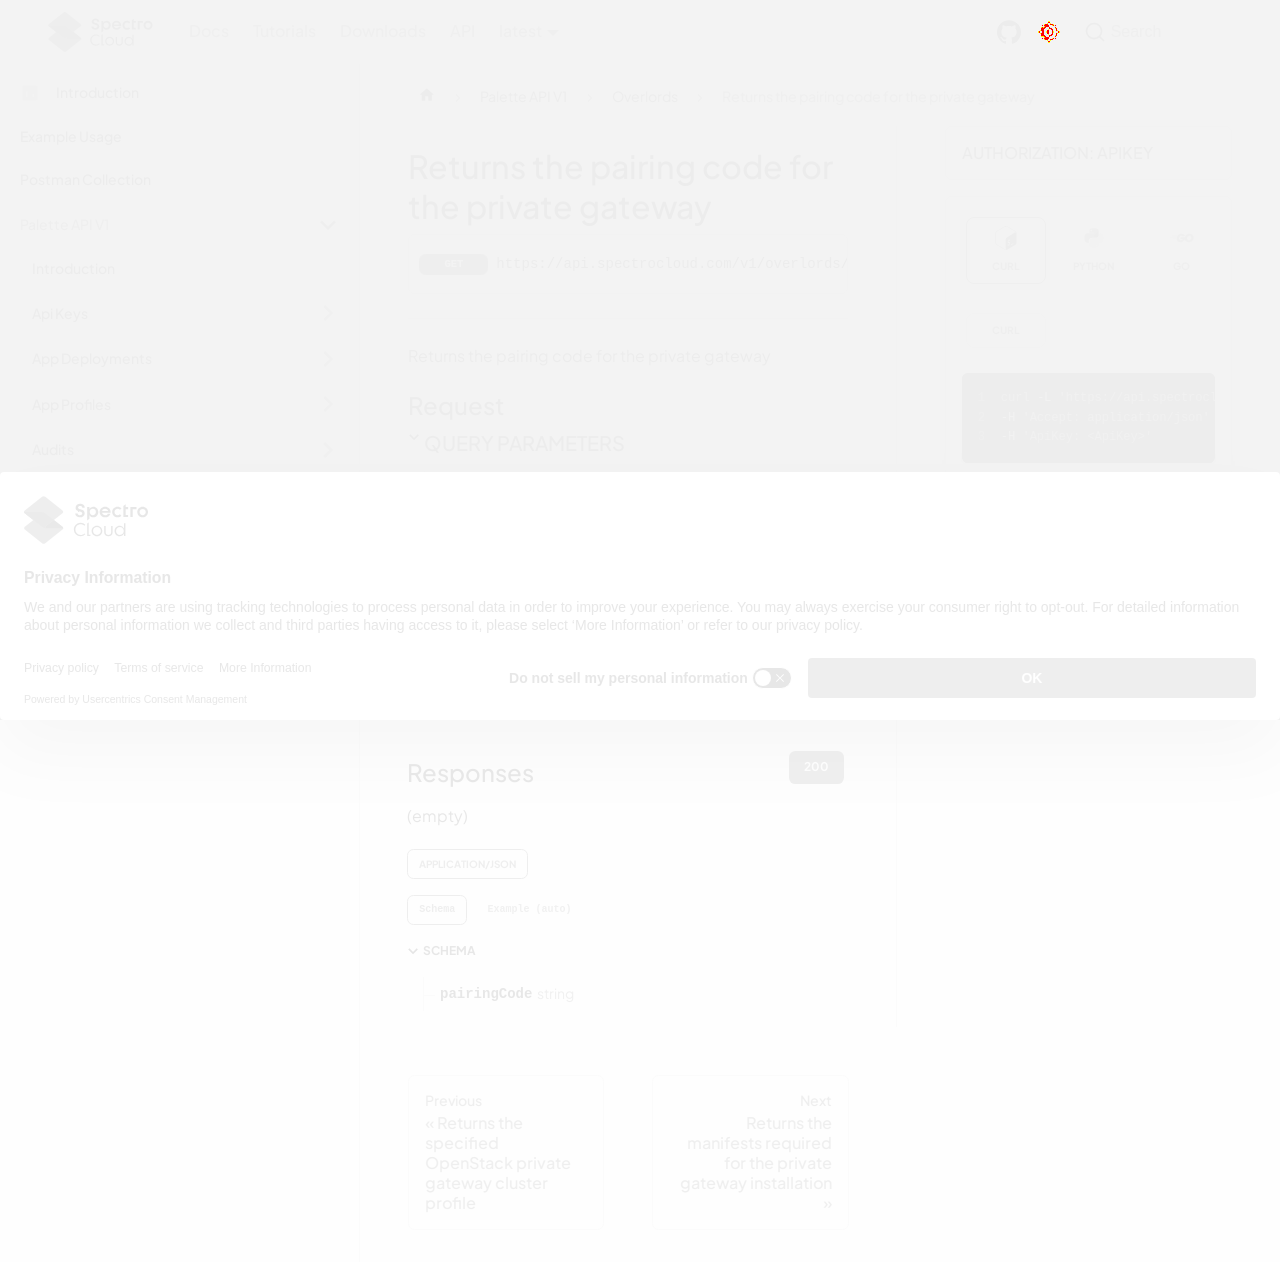 Spectro Cloud
Docs Tutorials Downloads API latest
Search
Introduction
Example Usage
Postman Collection
Palette API V1
Introduction
Api Keys
App Deployments
App Profiles
Audits
Palette API V1 Overlords Returns the pairing code for the private gateway
Returns the pairing code for
the private gateway
GET https://api.spectrocloud.com/v1/overlords/
Returns the pairing code for the private gateway
Request
QUERY PARAMETERS
AUTHORIZATION: APIKEY
CURL PYTHON GO
CURL
Spectro
Cloud
Privacy Information
We and our partners are using tracking technologies to process personal data in order to improve your experience. You may always exercise your consumer right to opt-out. For detailed information
about personal information we collect and third parties having access to it, please select ‘More Information’ or refer to our privacy policy.
Privacy policy Terms of service More Information
Powered by Usercentrics Consent Management
Do not sell my personal information
OK
Responses
200
(empty)
APPLICATION/JSON
Schema Example (auto)
SCHEMA
pairingCode string
Previous
« Returns the
specified
OpenStack private
gateway cluster
profile
Next
Returns the
manifests required
for the private
gateway installation
»